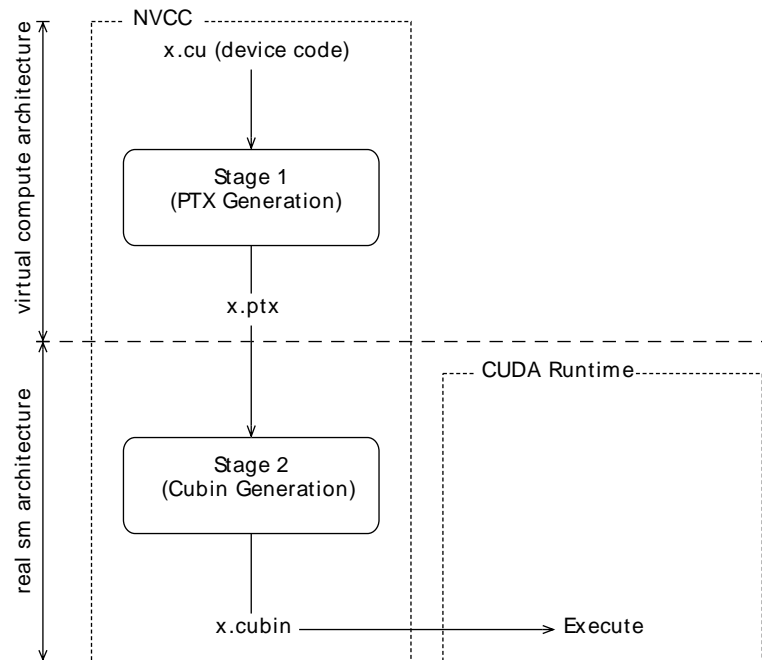 NVCC
x.cu (device code)
Stage 1
(PTX Generation)
x.ptx
virtual compute architecture
CUDA Runtime
Stage 2
(Cubin Generation)
x.cubin
Execute
real sm architecture